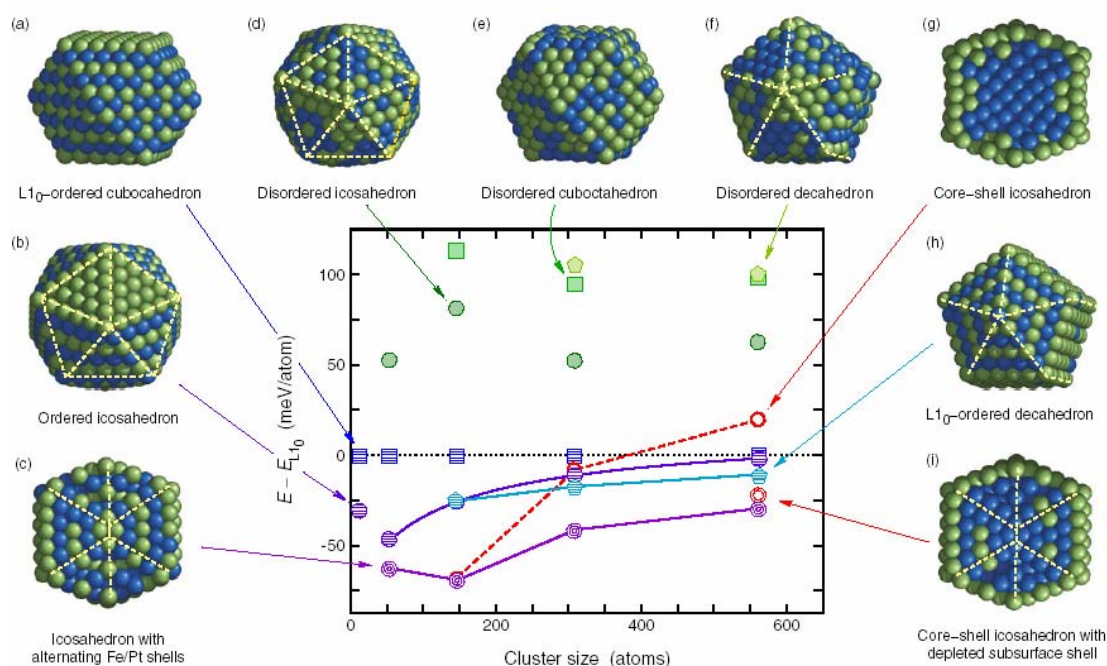 (a)
(d)
(e)
(f)
(g)
L1₀–ordered cubocahedron
Disordered icosahedron
Disordered cuboctahedron
Disordered decahedron
Core–shell icosahedron
(b)
Ordered icosahedron
(c)
Icosahedron with
alternating Fe/Pt shells
E – E_L1₀ (meV/atom)
100
50
0
-50
0
200
400
600
Cluster size (atoms)
(h)
L1₀–ordered decahedron
(i)
Core–shell icosahedron with
depleted subsurface shell